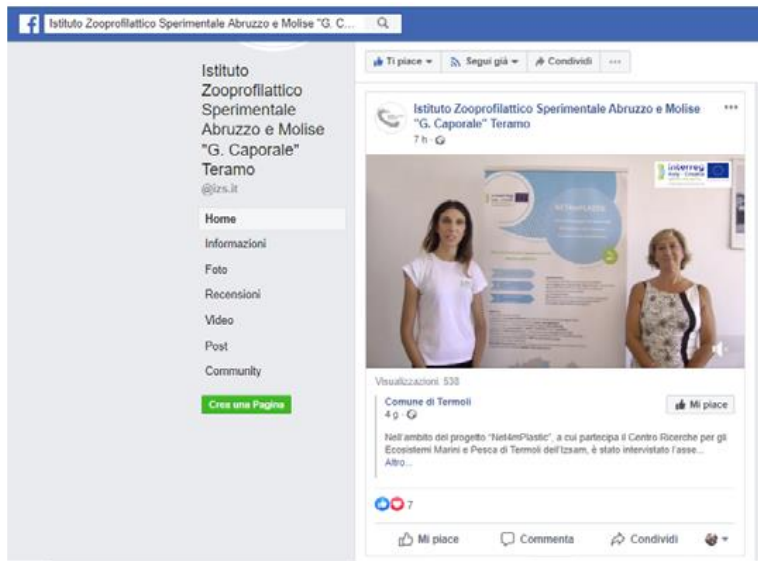 Istituto Zooprofilattico Sperimentale Abruzzo e Molise "G. C...
Istituto
Zooprofilattico
Sperimentale
Abruzzo e Molise
"G. Caporale"
Teramo
@izs.it
Home
Informazioni
Foto
Recensioni
Video
Post
Community
Crea una Pagina
Ti piace
Segui già
Condividi
Istituto Zooprofilattico Sperimentale Abruzzo e Molise
"G. Caporale" Teramo
7 h
Interreg
Italy - Croatia
NET4MPLASTIC
Visualizzazioni 538
Comune di Termoli
4 g
Mi piace
Nell'ambito del progetto "Net4mPlastic", a cui partecipa il Centro Ricerche per gli
Ecosistemi Marini e Pesca di Termoli dell'Izsam, è stato intervistato l'asse...
Altro...
7
Mi piace
Commenta
Condividi